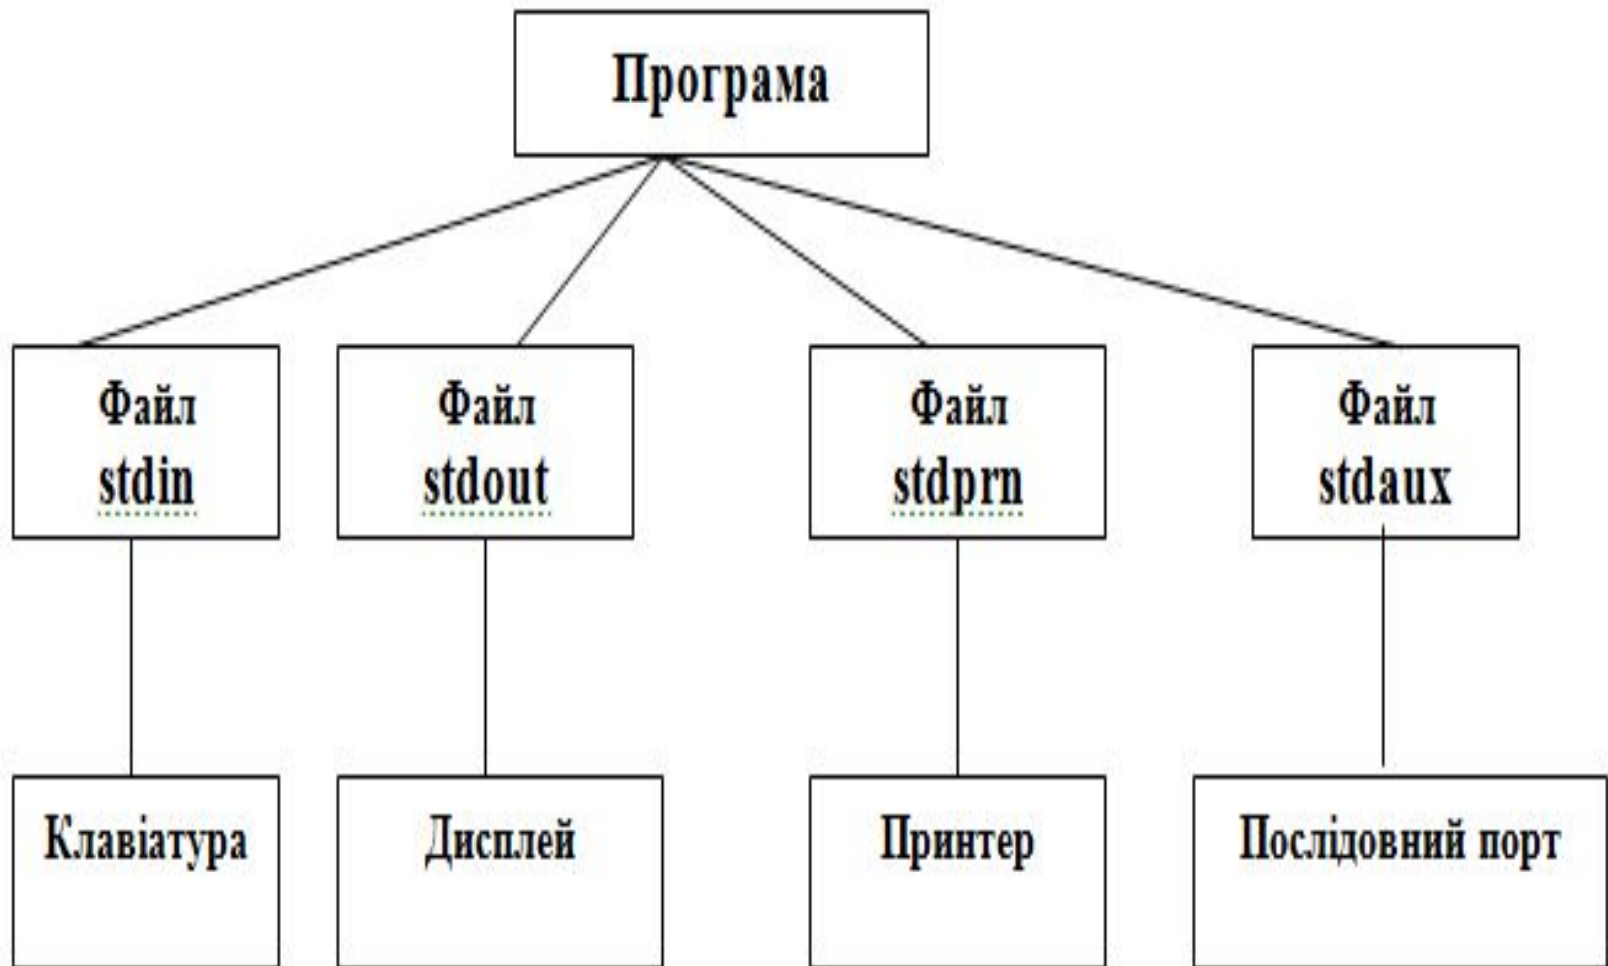 Програма
Файл
stdin
Файл
stdout
Файл
stdprn
Файл
stdaux
Клавіатура
Дисплей
Принтер
Послідовний порт